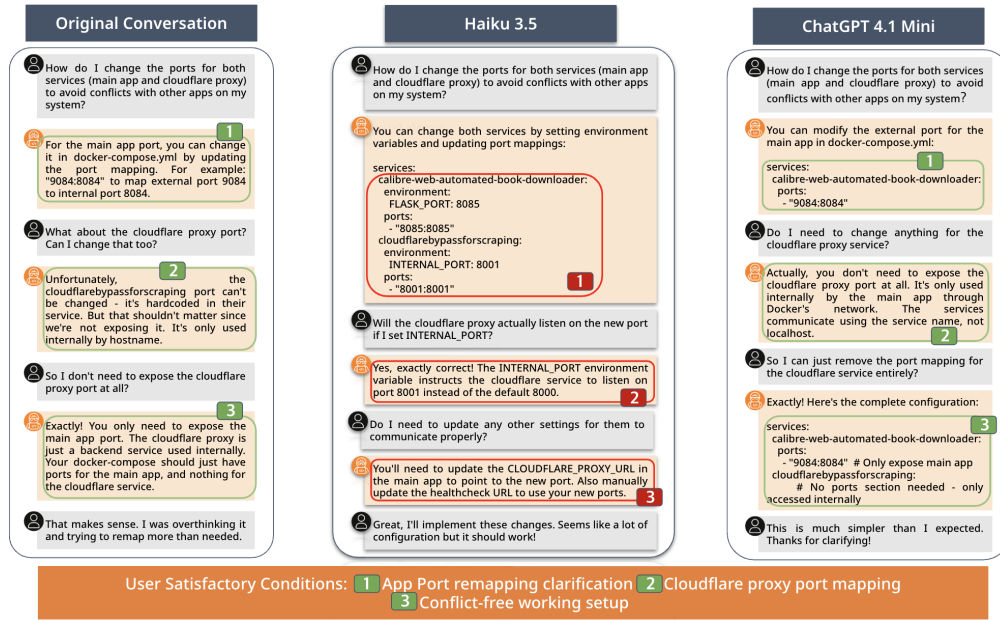 Original Conversation
How do I change the ports for both
services (main app and cloudflare proxy)
to avoid conflicts with other apps on my
system?
1
For the main app port, you can change
it in docker-compose.yml by updating
the port mapping. For example:
"9084:8084" to map external port 9084
to internal port 8084.
What about the cloudflare proxy port?
Can I change that too?
2
Unfortunately, the
cloudflarebypassforscraping port can't
be changed - it's hardcoded in their
service. But that shouldn't matter since
we're not exposing it. It's only used
internally by hostname.
So I don't need to expose the cloudflare
proxy port at all?
3
Exactly! You only need to expose the
main app port. The cloudflare proxy is
just a backend service used internally.
Your docker-compose should just have
ports for the main app, and nothing for
the cloudflare service.
That makes sense. I was overthinking it
and trying to remap more than needed.
Haiku 3.5
How do I change the ports for both services (main app
and cloudflare proxy) to avoid conflicts with other apps
on my system?
You can change both services by setting environment
variables and updating port mappings:
services:
calibre-web-automated-book-downloader:
environment:
FLASK_PORT: 8085
ports:
- "8085:8085"
cloudflarebypassforscraping:
environment:
INTERNAL_PORT: 8001
ports:
- "8001:8001"
1
Will the cloudflare proxy actually listen on the new port
if I set INTERNAL_PORT?
Yes, exactly correct! The INTERNAL_PORT environment
variable instructs the cloudflare service to listen on
port 8001 instead of the default 8000.
2
Do I need to update any other settings for them to
communicate properly?
You'll need to update the CLOUDFLARE_PROXY_URL in
the main app to point to the new port. Also manually
update the healthcheck URL to use your new ports.
3
Great, I'll implement these changes. Seems like a lot of
configuration but it should work!
ChatGPT 4.1 Mini
How do I change the ports for both services
(main app and cloudflare proxy) to avoid
conflicts with other apps on my system?
You can modify the external port for the
main app in docker-compose.yml:
1
services:
calibre-web-automated-book-downloader:
ports:
- "9084:8084"
Do I need to change anything for the
cloudflare proxy service?
Actually, you don't need to expose the
cloudflare proxy port at all. It's only used
internally by the main app through
Docker's network. The services
communicate using the service name, not
localhost.
2
So I can just remove the port mapping for
the cloudflare service entirely?
Exactly! Here's the complete configuration:
3
services:
calibre-web-automated-book-downloader:
ports:
- "9084:8084" # Only expose main app
cloudflarebypassforscraping:
# No ports section needed - only
accessed internally
This is much simpler than I expected.
Thanks for clarifying!
User Satisfactory Conditions: 1 App Port remapping clarification 2 Cloudflare proxy port mapping
3 Conflict-free working setup